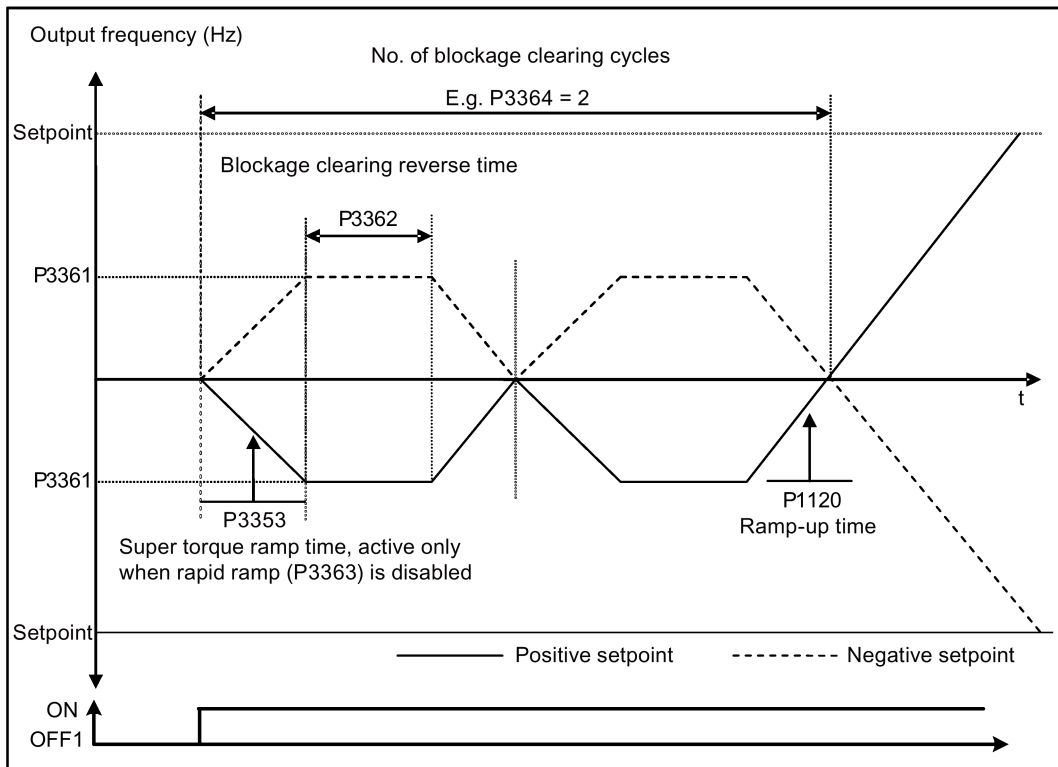 Output frequency (Hz)
No. of blockage clearing cycles
E.g. P3364 = 2
Setpoint
Blockage clearing reverse time
P3362
P3361
t
P3361
P3353
P1120
Ramp-up time
Super torque ramp time, active only
when rapid ramp (P3363) is disabled
Setpoint
Positive setpoint
Negative setpoint
ON
OFF1